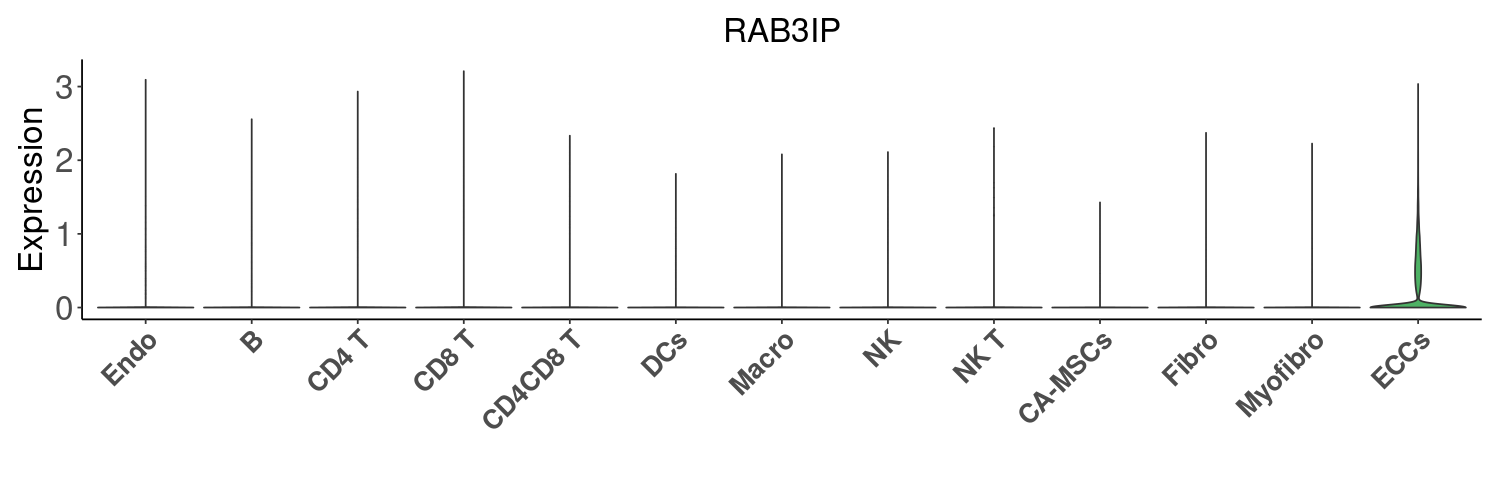 RAB3IP
Expression
3
2
1
0
Endo
B
CD4 T
CD8 T
CD4CD8 T
DCs
Macro
NK
NK T
CA-MSCs
Fibro
Myofibro
ECCs